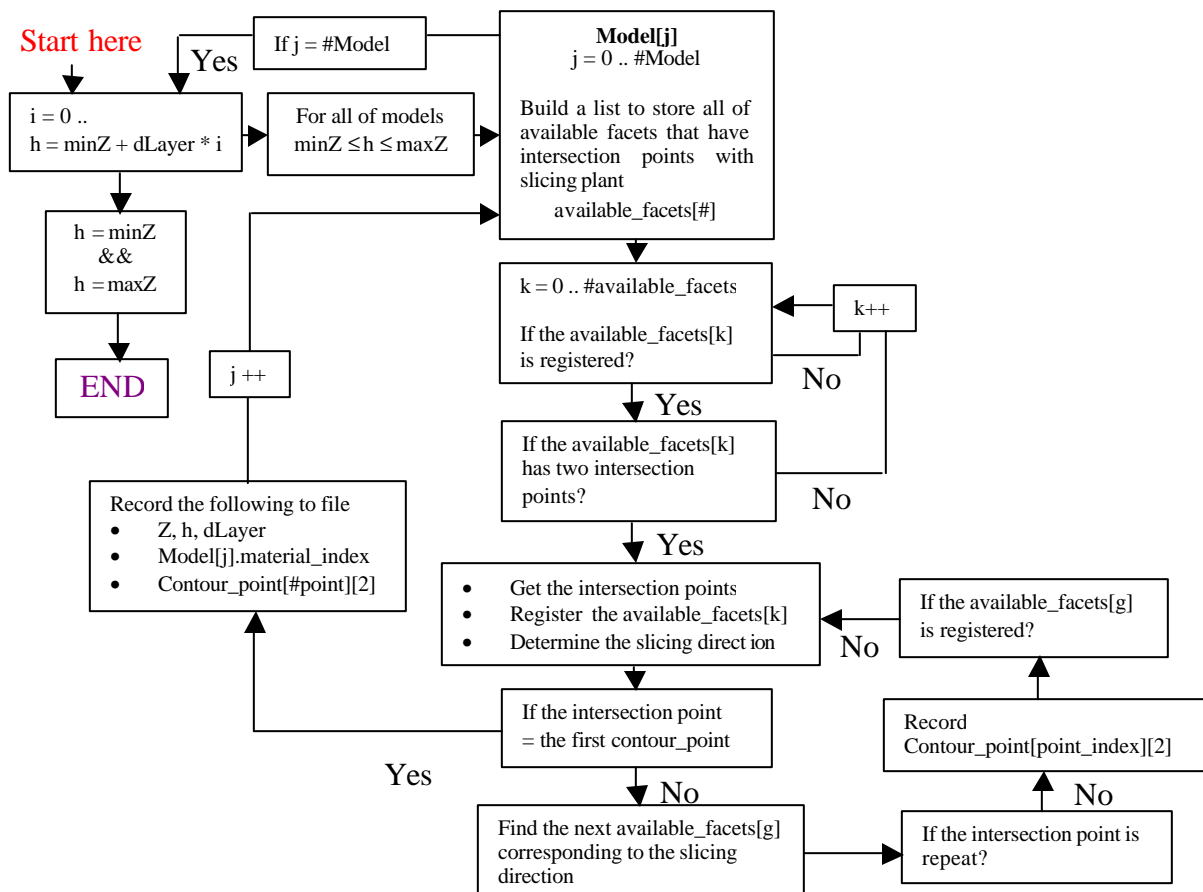 Start here
Yes
If j = #Model
Model[j]
j = 0 .. #Model
Build a list to store all of
available facets that have
intersection points with
slicing plant
available_facets[#]
i = 0 ..
h = minZ + dLayer * i
For all of models
minZ ≤ h ≤ maxZ
h = minZ
&&
h = maxZ
END
j ++
k = 0 .. #available_facets
If the available_facets[k]
is registered?
k++
No
Yes
If the available_facets[k]
has two intersection
points?
No
Yes
Record the following to file
• Z, h, dLayer
• Model[j].material_index
• Contour_point[#point][2]
• Get the intersection points
• Register the available_facets[k]
• Determine the slicing direct ion
If the available_facets[g]
is registered?
No
If the intersection point
= the first contour_point
Yes
No
Record
Contour_point[point_index][2]
No
Find the next available_facets[g]
corresponding to the slicing
direction
If the intersection point is
repeat?